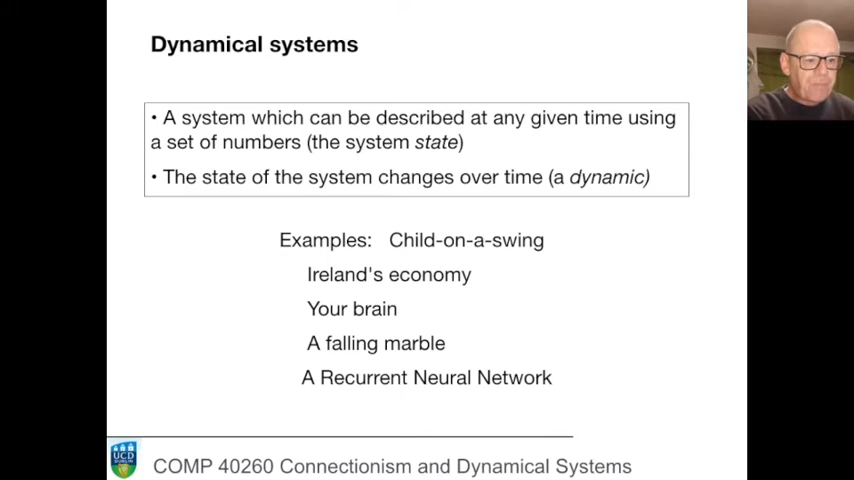 Dynamical systems
• A system which can be described at any given time using
a set of numbers (the system state)
• The state of the system changes over time (a dynamic)
Examples: Child-on-a-swing
Ireland's economy
Your brain
A falling marble
A Recurrent Neural Network
UCD
DUBLIN
COMP 40260 Connectionism and Dynamical Systems